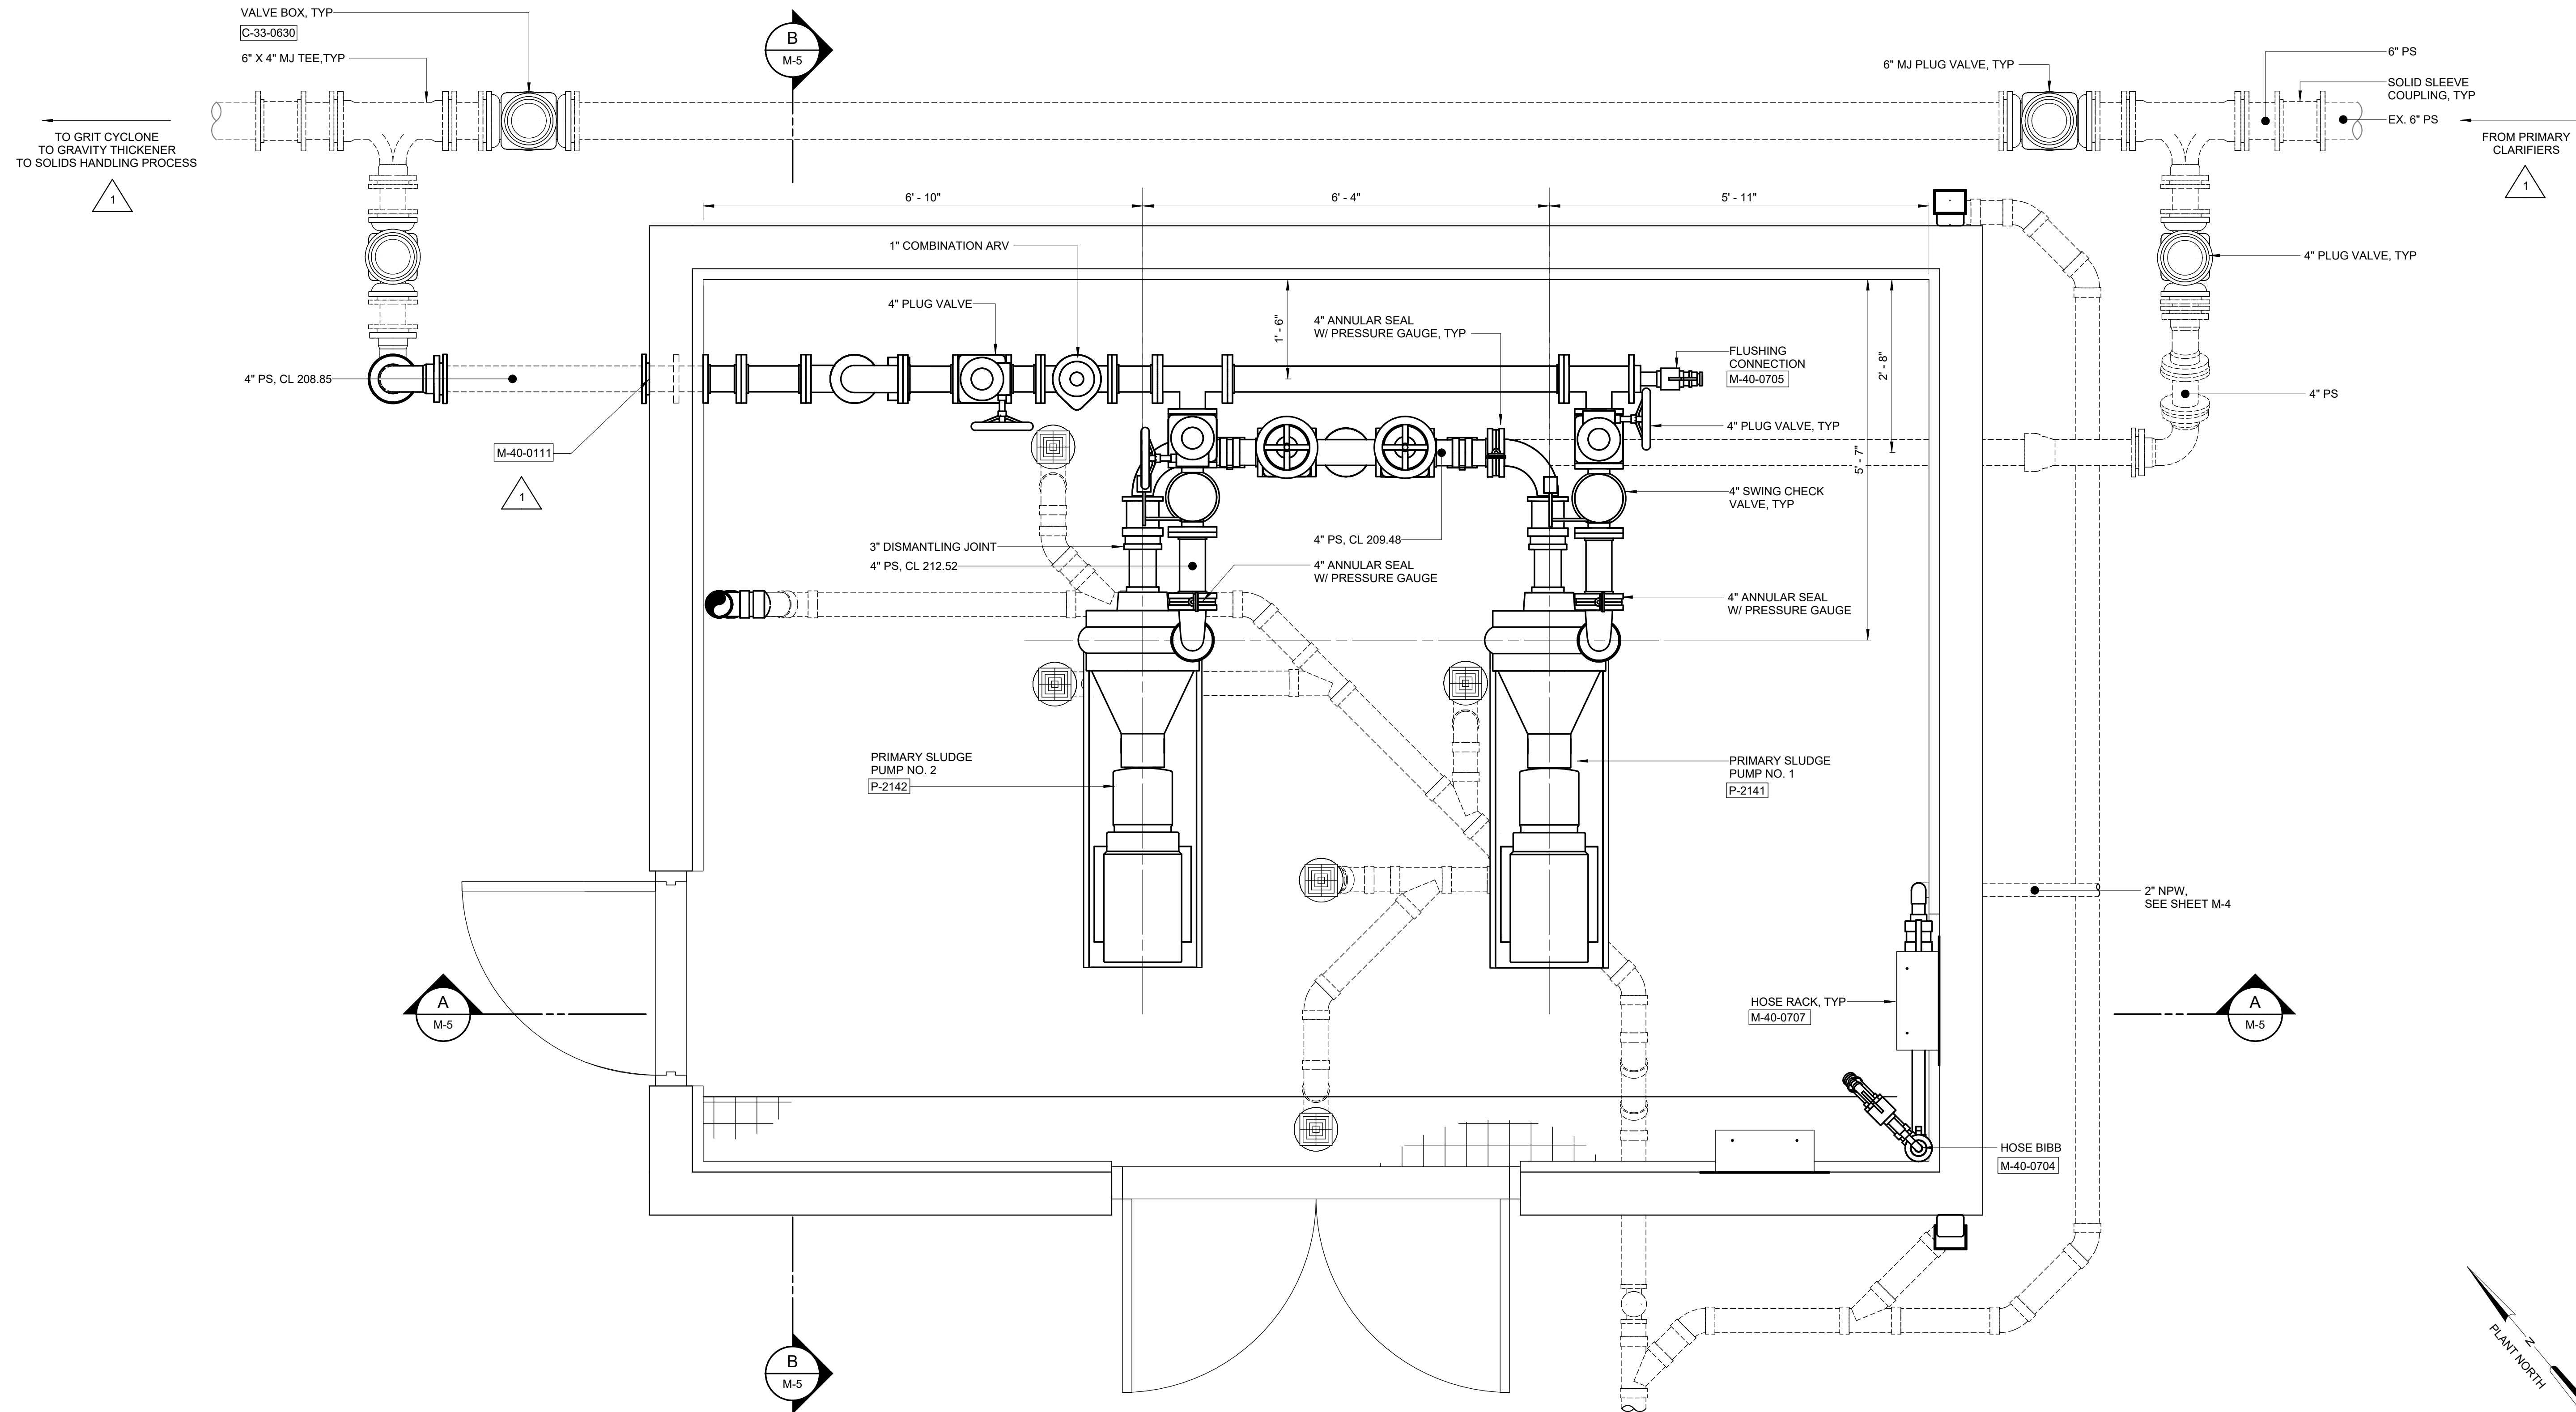 VALVE BOX, TYP
C-33-0630
6" X 4" MJ TEE,TYP
B
M-5
6" MJ PLUG VALVE, TYP
6" PS
SOLID SLEEVE
COUPLING, TYP
EX. 6" PS
TO GRIT CYCLONE
TO GRAVITY THICKENER
TO SOLIDS HANDLING PROCESS
1
FROM PRIMARY
CLARIFIERS
1
6' - 10"
6' - 4"
5' - 11"
1" COMBINATION ARV
4" PLUG VALVE
1' - 6"
4" ANNULAR SEAL
W/ PRESSURE GAUGE, TYP
4" PLUG VALVE, TYP
FLUSHING
CONNECTION
M-40-0705
2' - 8"
4" PS, CL 208.85
4" PS
M-40-0111
1
4" PLUG VALVE, TYP
5' - 7"
4" SWING CHECK
VALVE, TYP
3" DISMANTLING JOINT
4" PS, CL 209.48
4" PS, CL 212.52
4" ANNULAR SEAL
W/ PRESSURE GAUGE
4" ANNULAR SEAL
W/ PRESSURE GAUGE
PRIMARY SLUDGE
PUMP NO. 2
P-2142
PRIMARY SLUDGE
PUMP NO. 1
P-2141
2" NPW,
SEE SHEET M-4
A
M-5
HOSE RACK, TYP
M-40-0707
A
M-5
HOSE BIBB
M-40-0704
B
M-5
N
PLANT NORTH